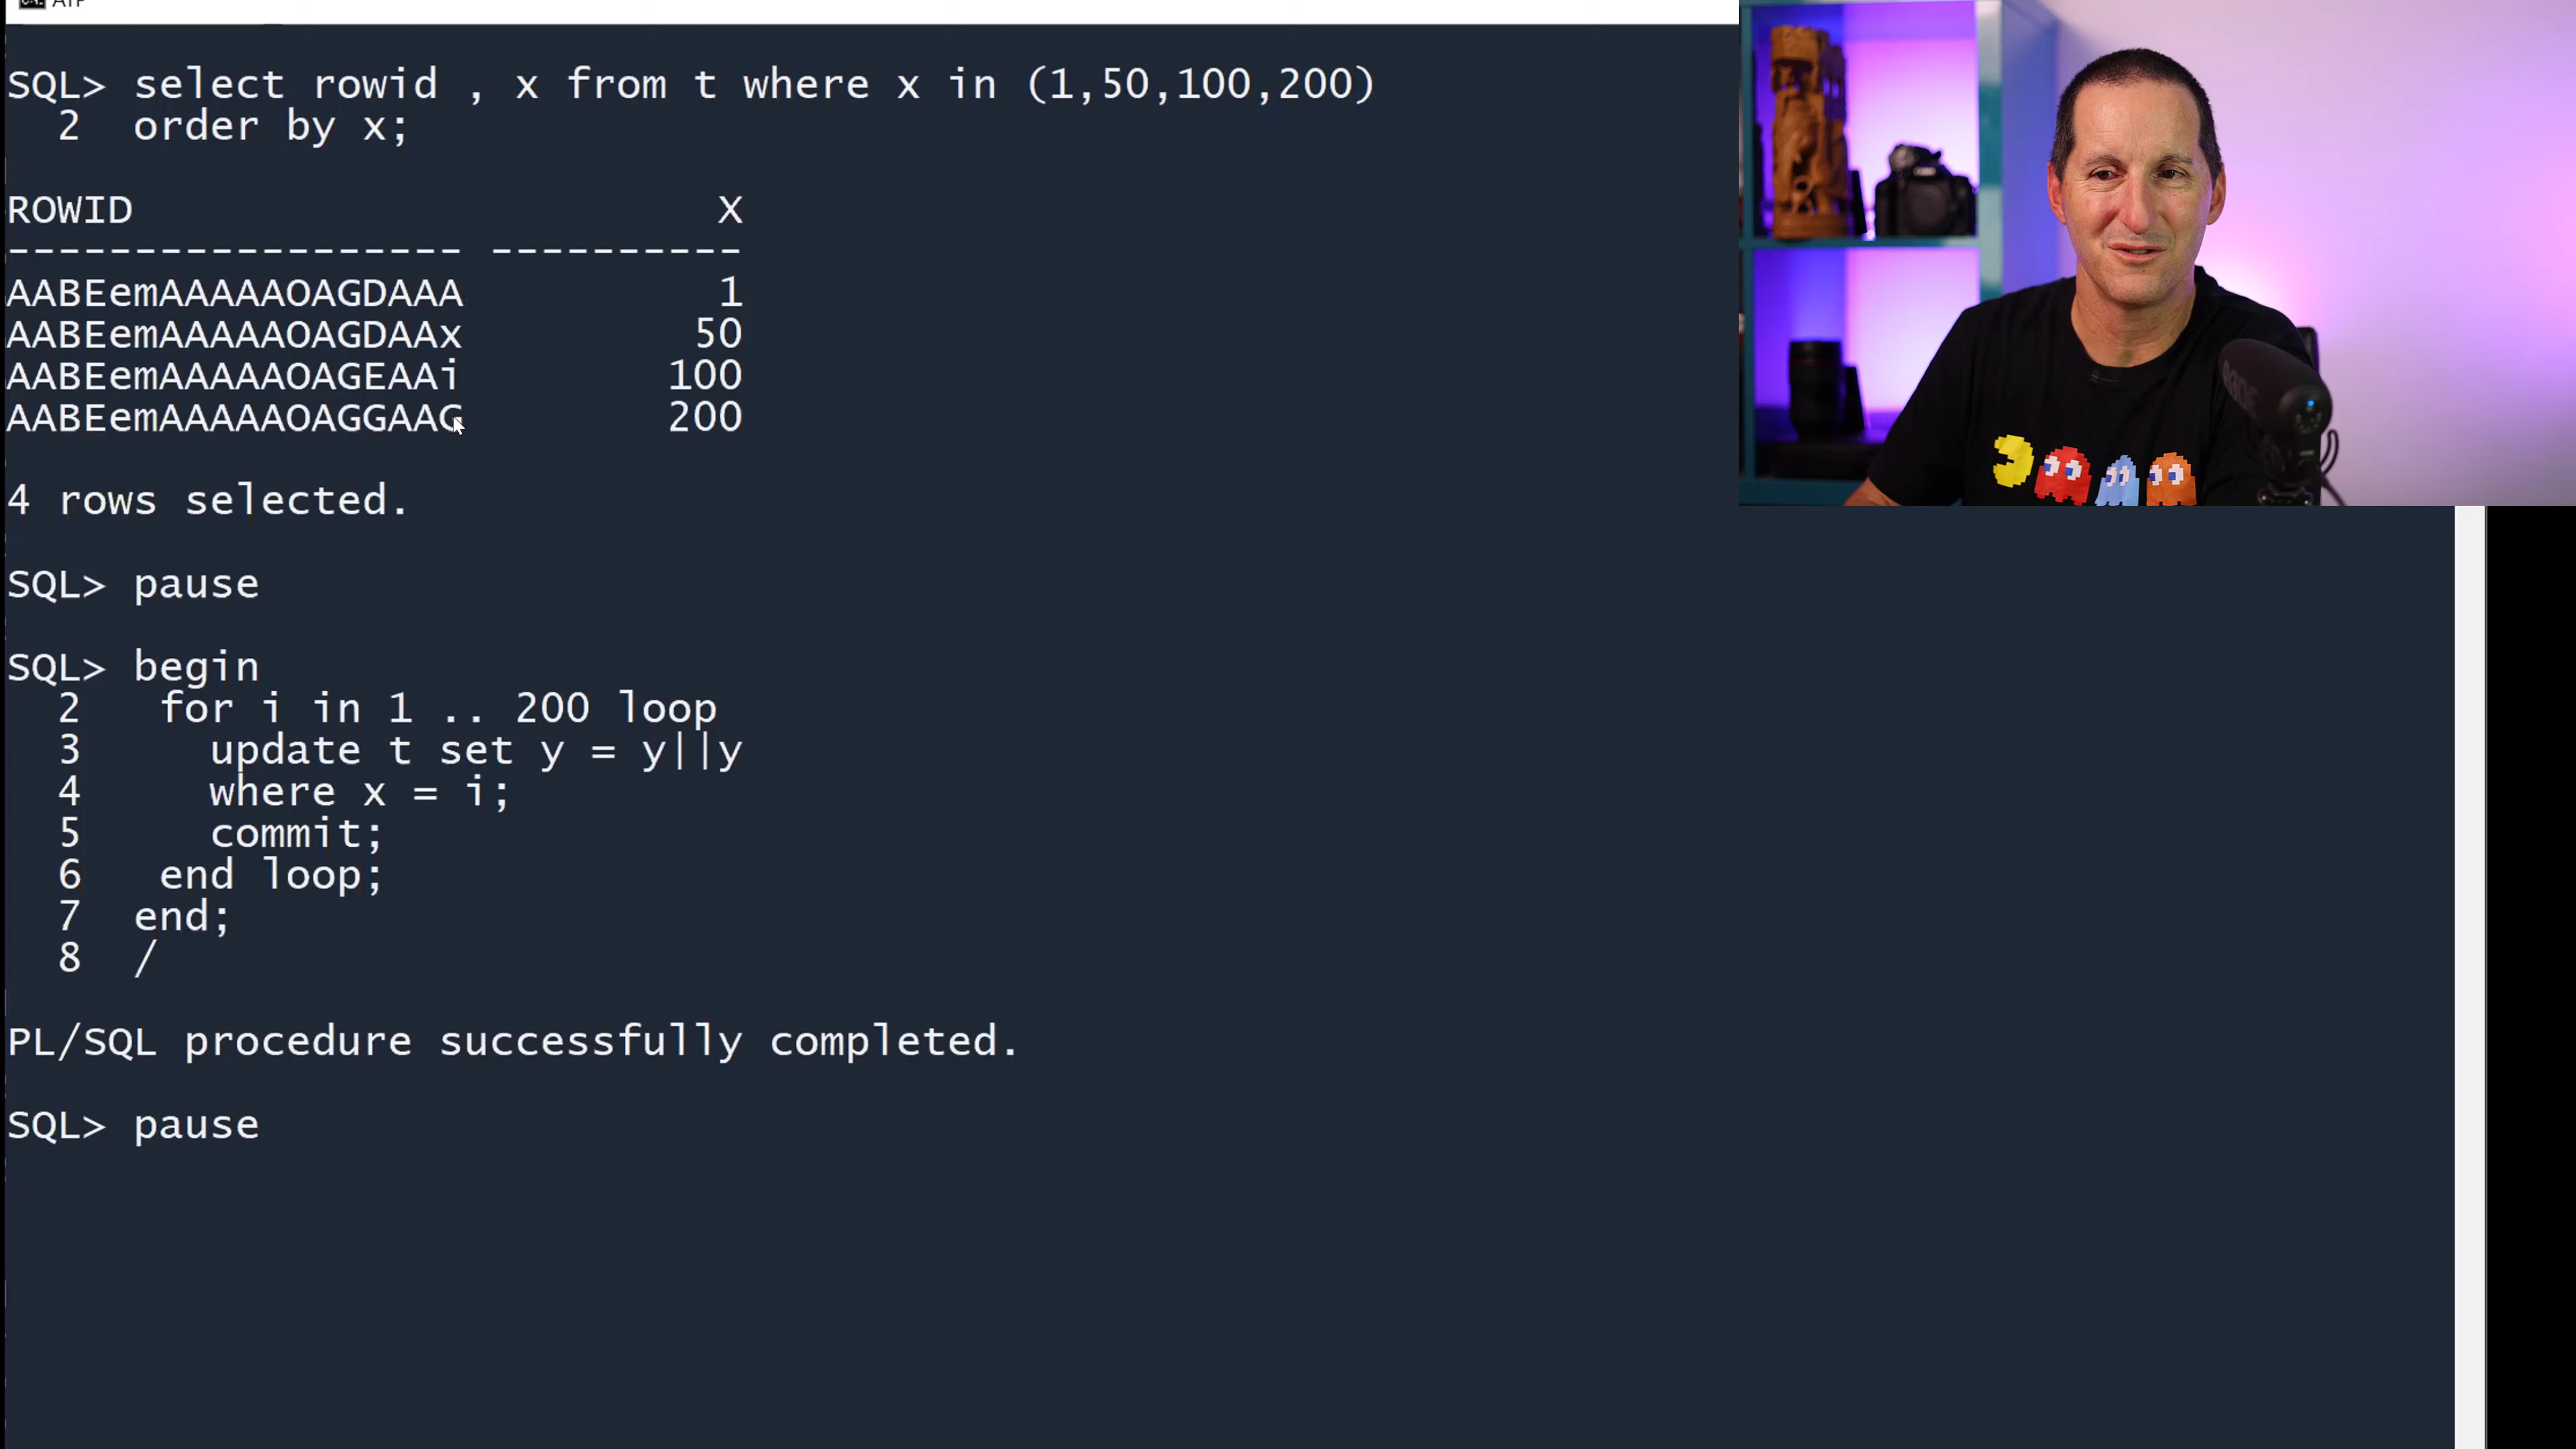 SQL> select rowid , x from t where x in (1,50,100,200)
2 order by x;
ROWID X
------------------ ----------
AABEemAAAAAOAGDAAA 1
AABEemAAAAAOAGDAAx 50
AABEemAAAAAOAGEAAi 100
AABEemAAAAAOAGGAAG 200
4 rows selected.
SQL> pause
SQL> begin
2 for i in 1 .. 200 loop
3 update t set y = y||y
4 where x = i;
5 commit;
6 end loop;
7 end;
8 /
PL/SQL procedure successfully completed.
SQL> pause